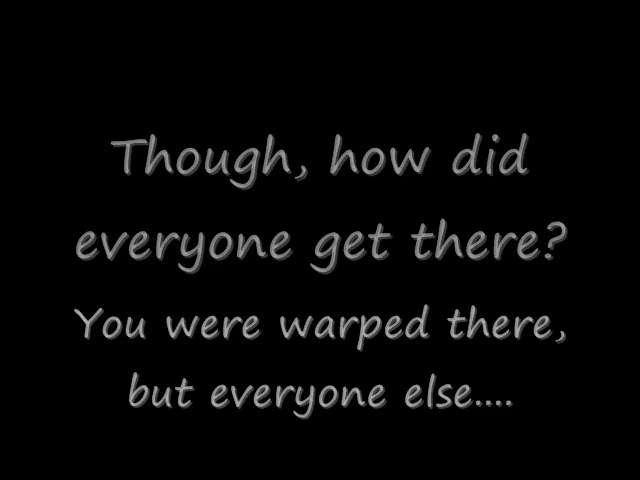 Though, how did
everyone get there?
You were warped there,
but everyone else....